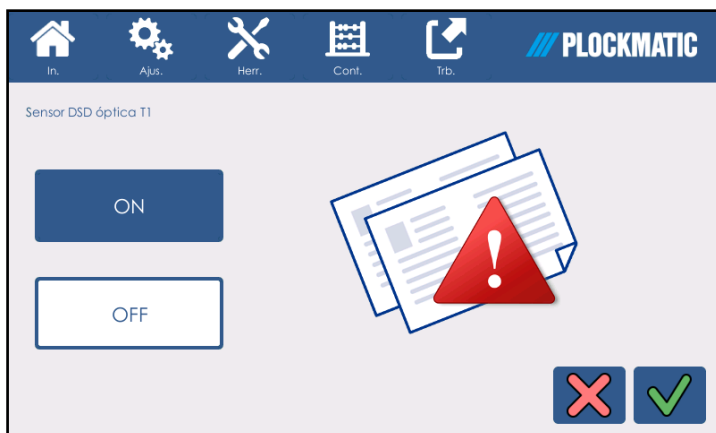 In.
Ajus.
Herr.
Cont.
Trb.
PLOCKMATIC
Sensor DSD óptica T1
ON
OFF